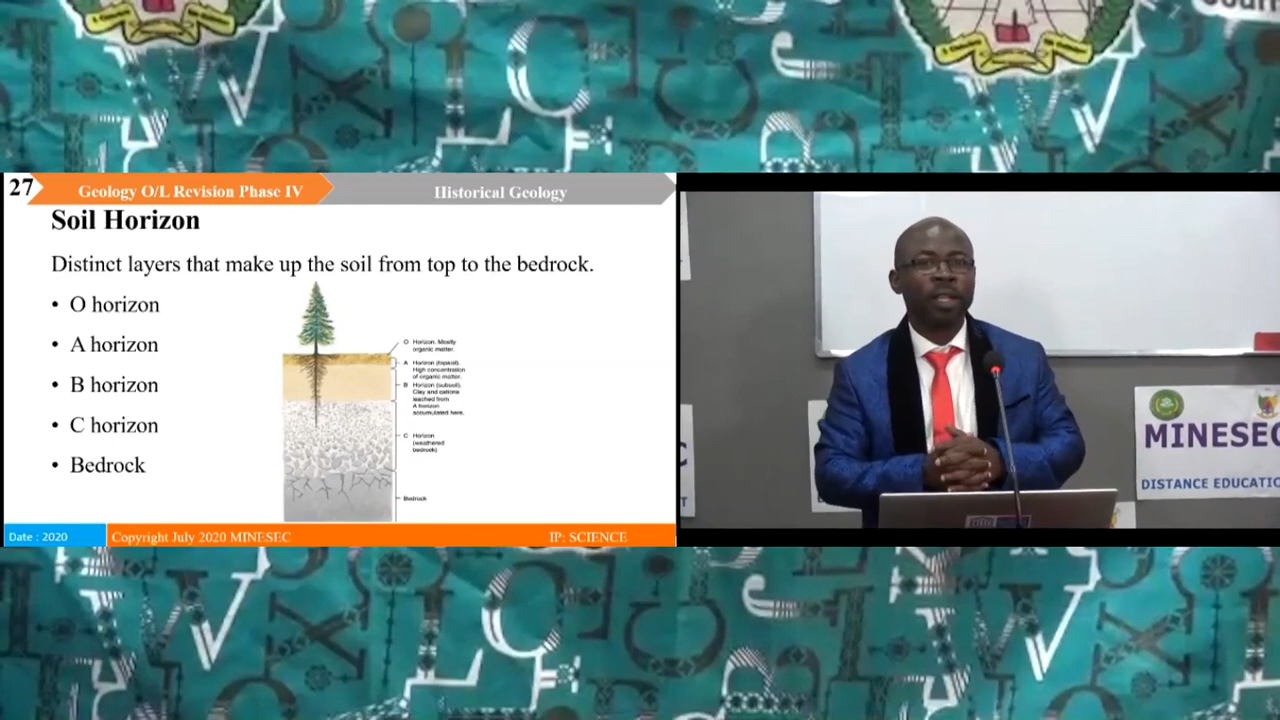 27
Geology O/L Revision Phase IV
Historical Geology
Soil Horizon
Distinct layers that make up the soil from top to the bedrock.
• O horizon
• A horizon
• B horizon
• C horizon
• Bedrock
O Horizon. Mostly
organic matter.
A Horizon (topsoil).
High concentration
of organic matter.
B Horizon (subsoil).
Clay and cations
leached from
A horizon
accumulated here.
C Horizon
(weathered
bedrock)
Bedrock
Date : 2020
Copyright July 2020 MINESEC
IP: SCIENCE
MINESEC
DISTANCE EDUCATIO